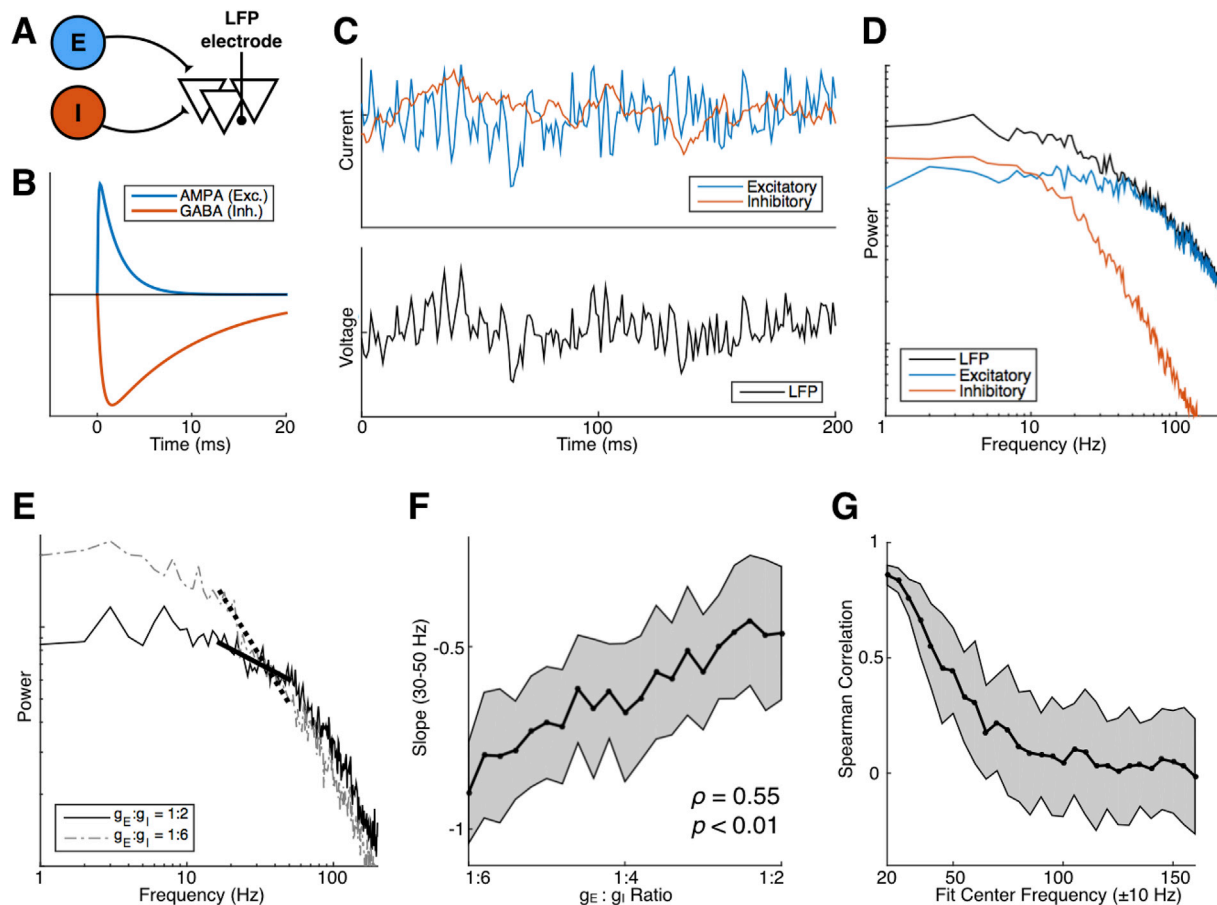 A
E
I
LFP
electrode
B
AMPA (Exc.)
GABA (Inh.)
0
10
20
Time (ms)
C
Current
Excitatory
Inhibitory
Voltage
LFP
0
100
200
Time (ms)
D
Power
LFP
Excitatory
Inhibitory
1
10
100
Frequency (Hz)
E
Power
gE:gI = 1:2
gE:gI = 1:6
1
10
100
Frequency (Hz)
F
Slope (30-50 Hz)
-0.5
-1
ρ = 0.55
p < 0.01
1:6
1:4
1:2
gE : gI Ratio
G
Spearman Correlation
1
0.5
0
20
50
100
150
Fit Center Frequency (±10 Hz)